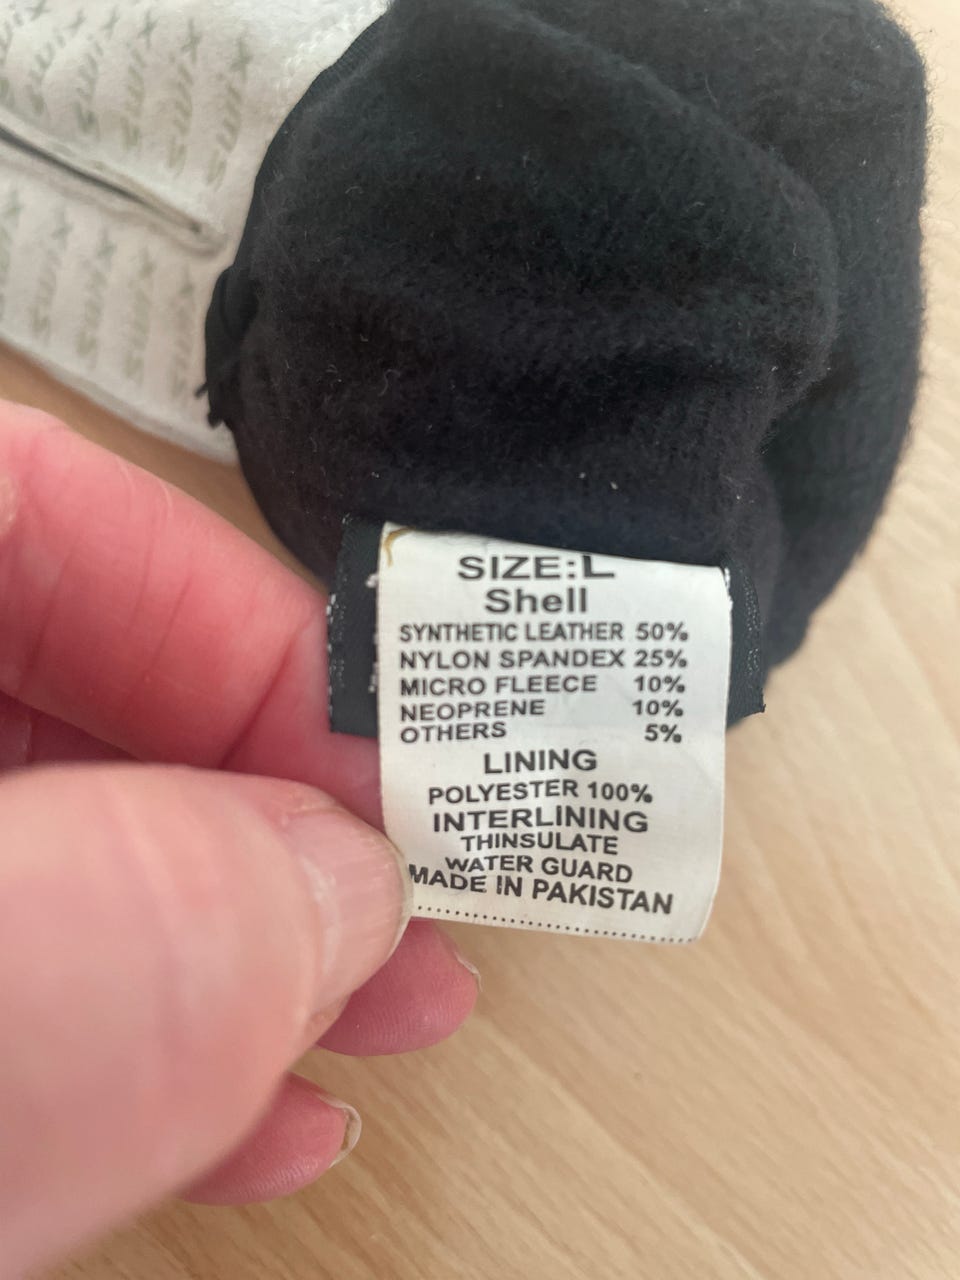 SIZE:L
Shell
SYNTHETIC LEATHER 50%
NYLON SPANDEX 25%
MICRO FLEECE 10%
NEOPRENE 10%
OTHERS 5%
LINING
POLYESTER 100%
INTERLINING
THINSULATE
WATER GUARD
MADE IN PAKISTAN